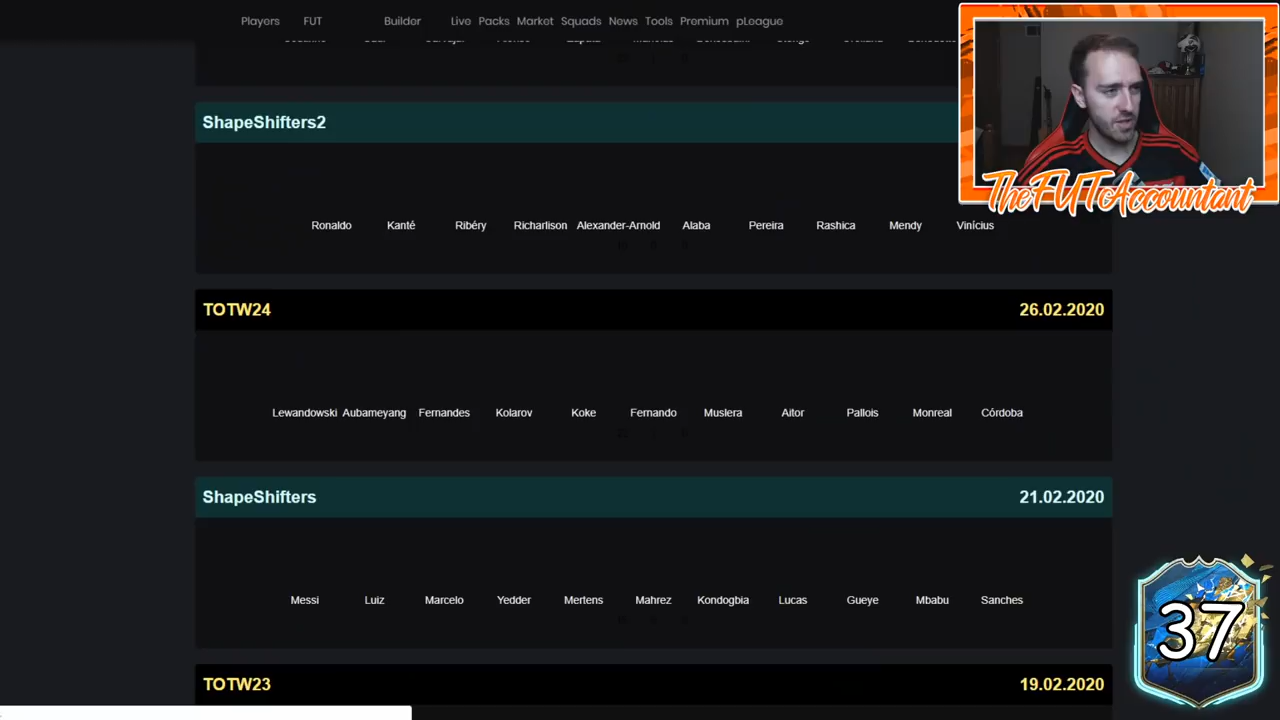 Players FUT Builder Live Packs Market Squads News Tools Premium pLeague
ShapeShifters2
Ronaldo Kanté Ribéry Richarlison Alexander-Arnold Alaba Pereira Rashica Mendy Vinícius
TOTW24 26.02.2020
Lewandowski Aubameyang Fernandes Kolarov Koke Fernando Muslera Aitor Pallois Monreal Córdoba
ShapeShifters 21.02.2020
Messi Luiz Marcelo Yedder Mertens Mahrez Kondogbia Lucas Gueye Mbabu Sanches
TOTW23 19.02.2020
TheFUTAccountant
37